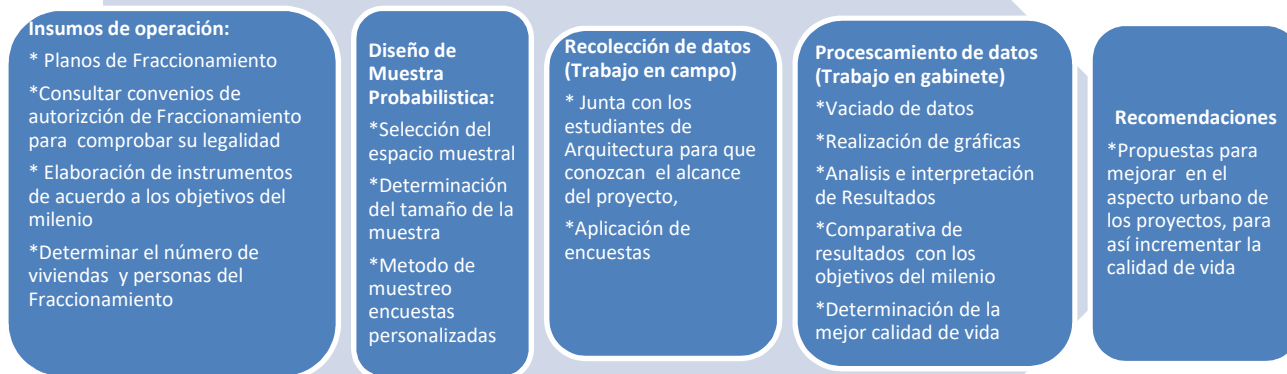 Insumos de operación:
* Planos de Fraccionamiento
*Consultar convenios de
autorizción de Fraccionamiento
para comprobar su legalidad
* Elaboración de instrumentos
de acuerdo a los objetivos del
milenio
*Determinar el número de
viviendas y personas del
Fraccionamiento
Diseño de
Muestra
Probabilistica:
*Selección del
espacio muestral
*Determinación
del tamaño de la
muestra
*Metodo de
muestreo
encuestas
personalizadas
Recolección de datos
(Trabajo en campo)
* Junta con los
estudiantes de
Arquitectura para que
conozcan el alcance
del proyecto,
*Aplicación de
encuestas
Procescamiento de datos
(Trabajo en gabinete)
*Vaciado de datos
*Realización de gráficas
*Analisis e interpretación
de Resultados
*Comparativa de
resultados con los
objetivos del milenio
*Determinación de la
mejor calidad de vida
Recomendaciones
*Propuestas para
mejorar en el
aspecto urbano de
los proyectos, para
así incrementar la
calidad de vida